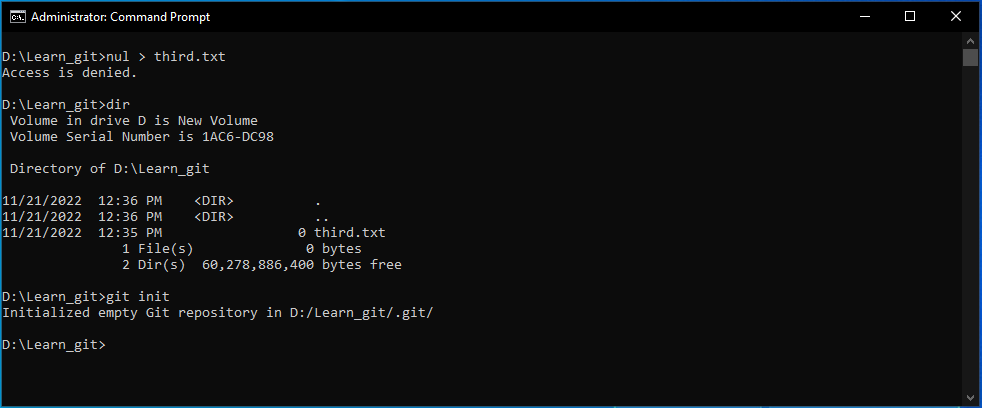 Administrator: Command Prompt
D:\Learn_git>nul > third.txt
Access is denied.
D:\Learn_git>dir
 Volume in drive D is New Volume
 Volume Serial Number is 1AC6-DC98
 Directory of D:\Learn_git
11/21/2022  12:36 PM    <DIR>          .
11/21/2022  12:36 PM    <DIR>          ..
11/21/2022  12:35 PM                 0 third.txt
               1 File(s)              0 bytes
               2 Dir(s)  60,278,886,400 bytes free
D:\Learn_git>git init
Initialized empty Git repository in D:/Learn_git/.git/
D:\Learn_git>